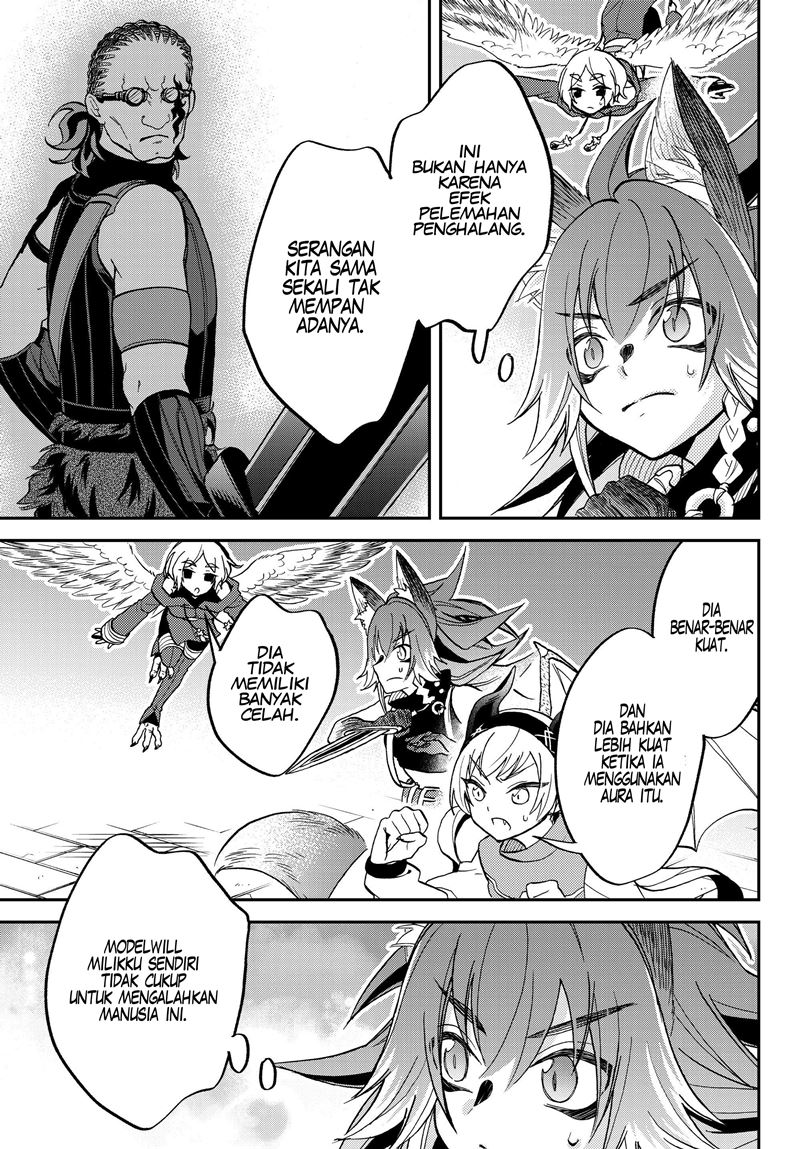 INI
BUKAN HANYA
KARENA
EFEK
PELEMAHAN
PENGHALANG.
SERANGAN
KITA SAMA
SEKALI TAK
MEMPAN
ADANYA.
DIA
BENAR-BENAR
KUAT.
DAN
DIA BAHKAN
LEBIH KUAT
KETIKA IA
MENGGUNAKAN
AURA ITU.
DIA
TIDAK
MEMILIKI
BANYAK
CELAH.
MODELWILL
MILIKKU SENDIRI
TIDAK CUKUP
UNTUK MENGALAHKAN
MANUSIA INI.